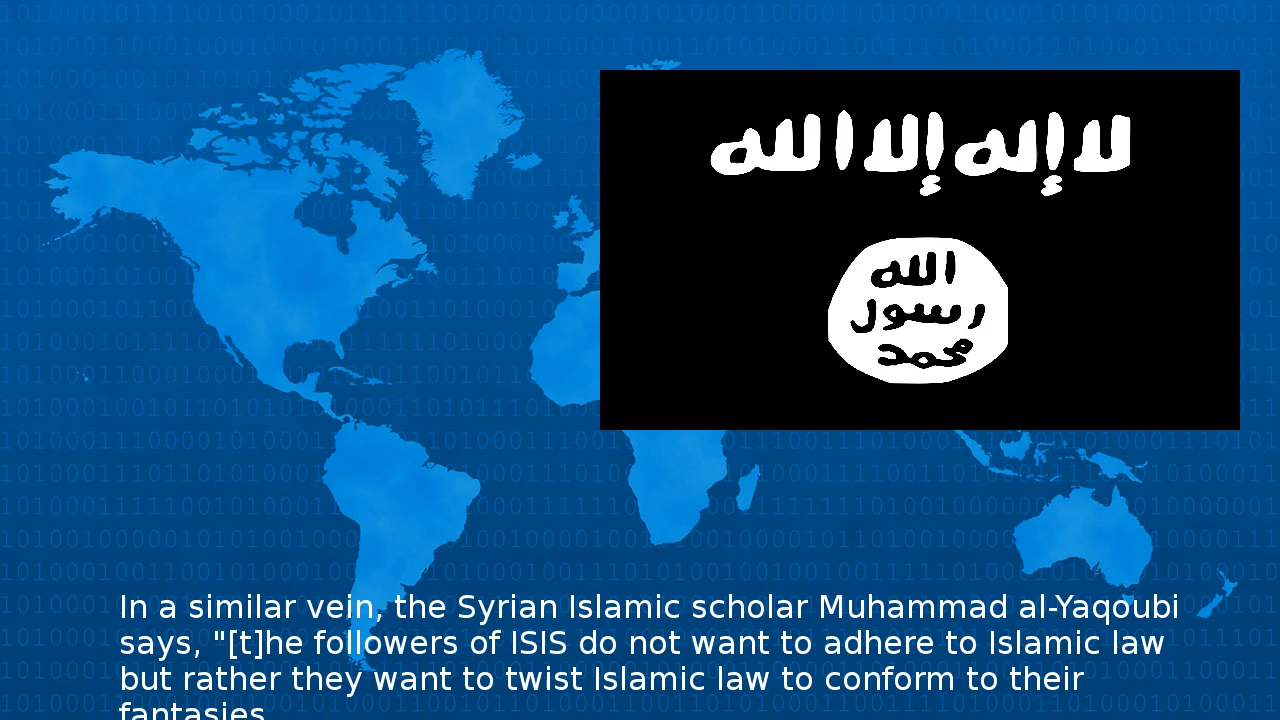 لا إله إلا الله
الله
رسول
محمد
In a similar vein, the Syrian Islamic scholar Muhammad al-Yaqoubi
says, "[t]he followers of ISIS do not want to adhere to Islamic law
but rather they want to twist Islamic law to conform to their
fantasies